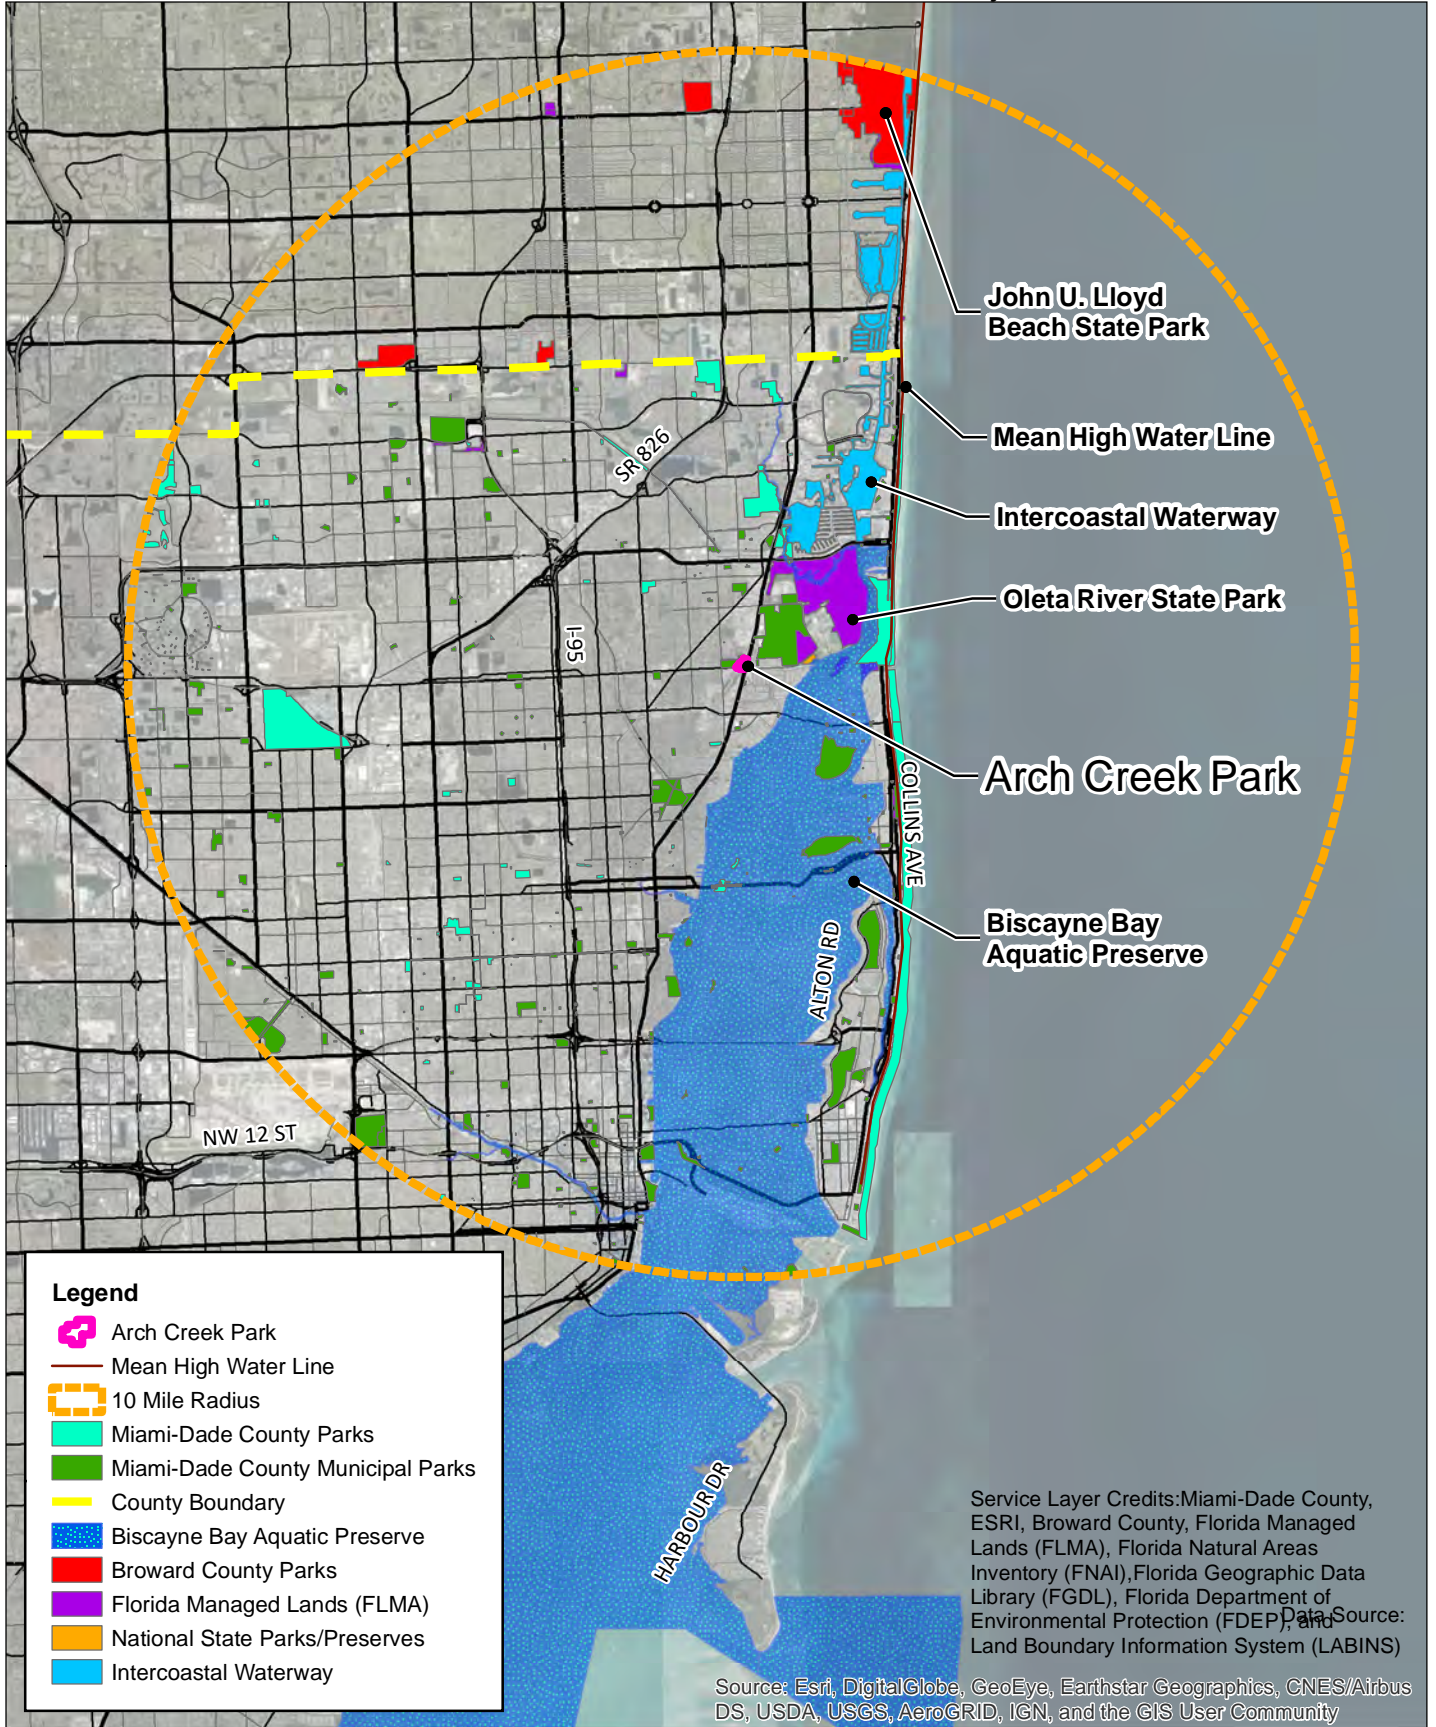 John U. Lloyd
Beach State Park
Mean High Water Line
SR 826
Intercoastal Waterway
Oleta River State Park
I-95
Arch Creek Park
COLLINS AVE
Biscayne Bay
Aquatic Preserve
ALTON RD
NW 12 ST
HARBOUR DR
Legend
Arch Creek Park
Mean High Water Line
10 Mile Radius
Miami-Dade County Parks
Miami-Dade County Municipal Parks
County Boundary
Biscayne Bay Aquatic Preserve
Broward County Parks
Florida Managed Lands (FLMA)
National State Parks/Preserves
Intercoastal Waterway
Service Layer Credits:Miami-Dade County,
ESRI, Broward County, Florida Managed
Lands (FLMA), Florida Natural Areas
Inventory (FNAI),Florida Geographic Data
Library (FGDL), Florida Department of
Environmental Protection (FDEP), and
Data Source:
Land Boundary Information System (LABINS)
Source: Esri, DigitalGlobe, GeoEye, Earthstar Geographics, CNES/Airbus
DS, USDA, USGS, AeroGRID, IGN, and the GIS User Community